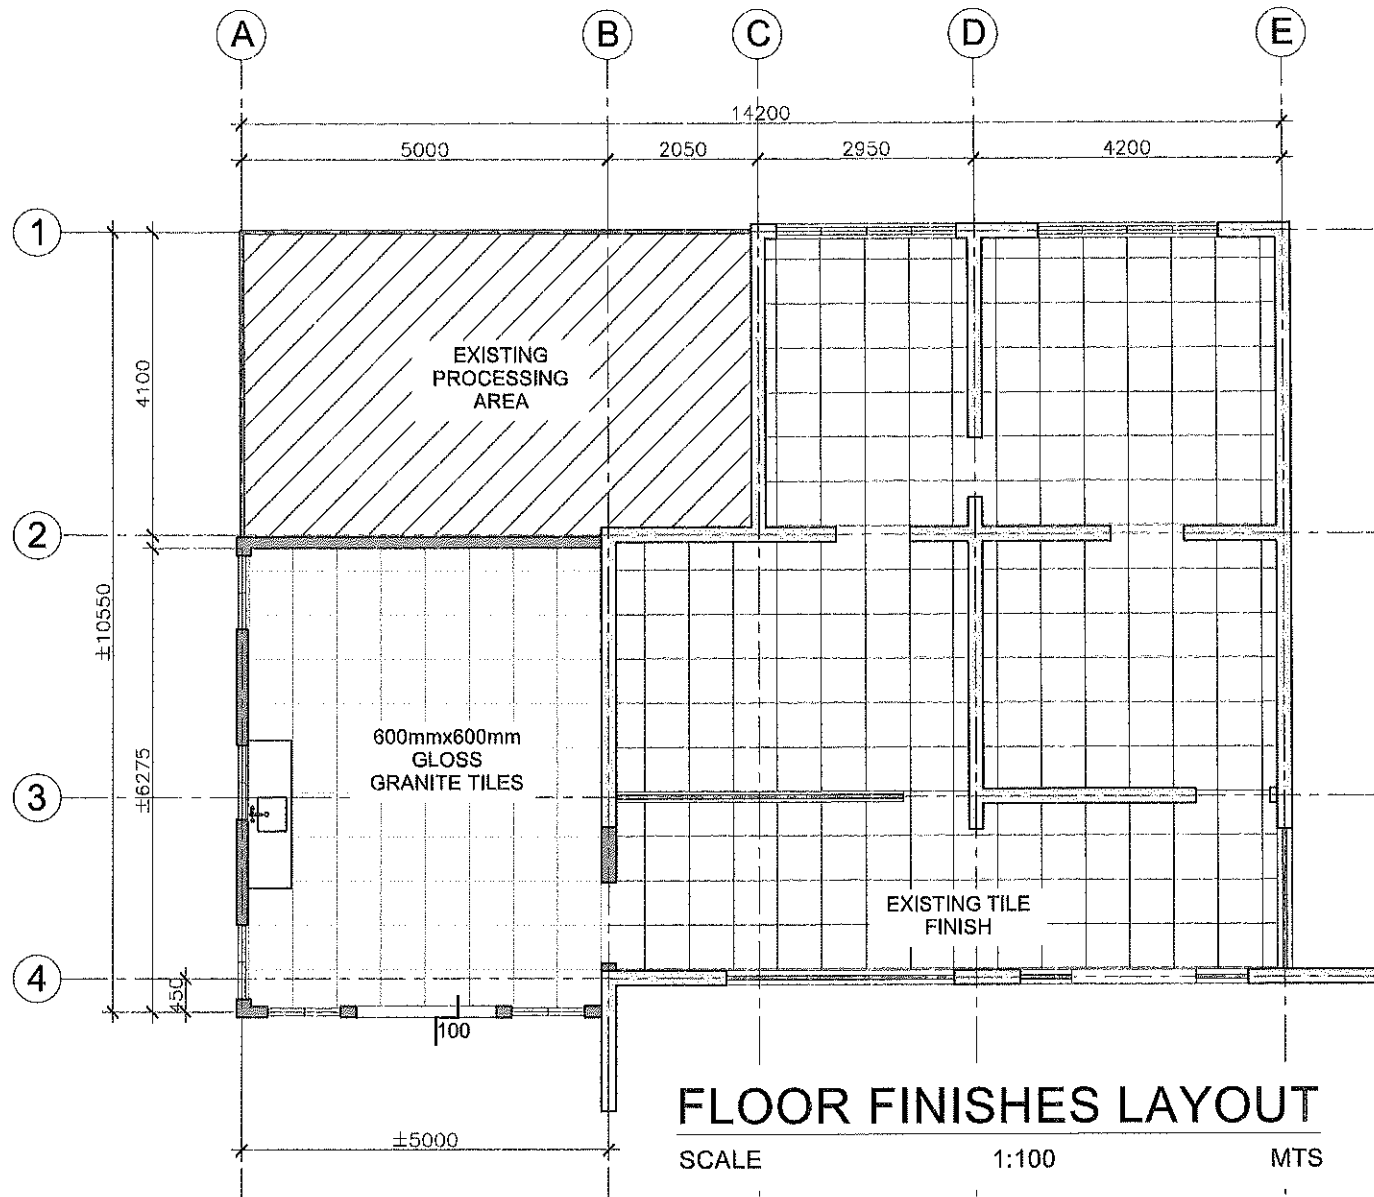 A B C D E
14200
5000 2050 2950 4200
1
EXISTING
PROCESSING
AREA
4100
2
±10550
±6275
600mmx600mm
GLOSS
GRANITE TILES
3
EXISTING TILE
FINISH
4
450
100
±5000
FLOOR FINISHES LAYOUT
SCALE 1:100 MTS